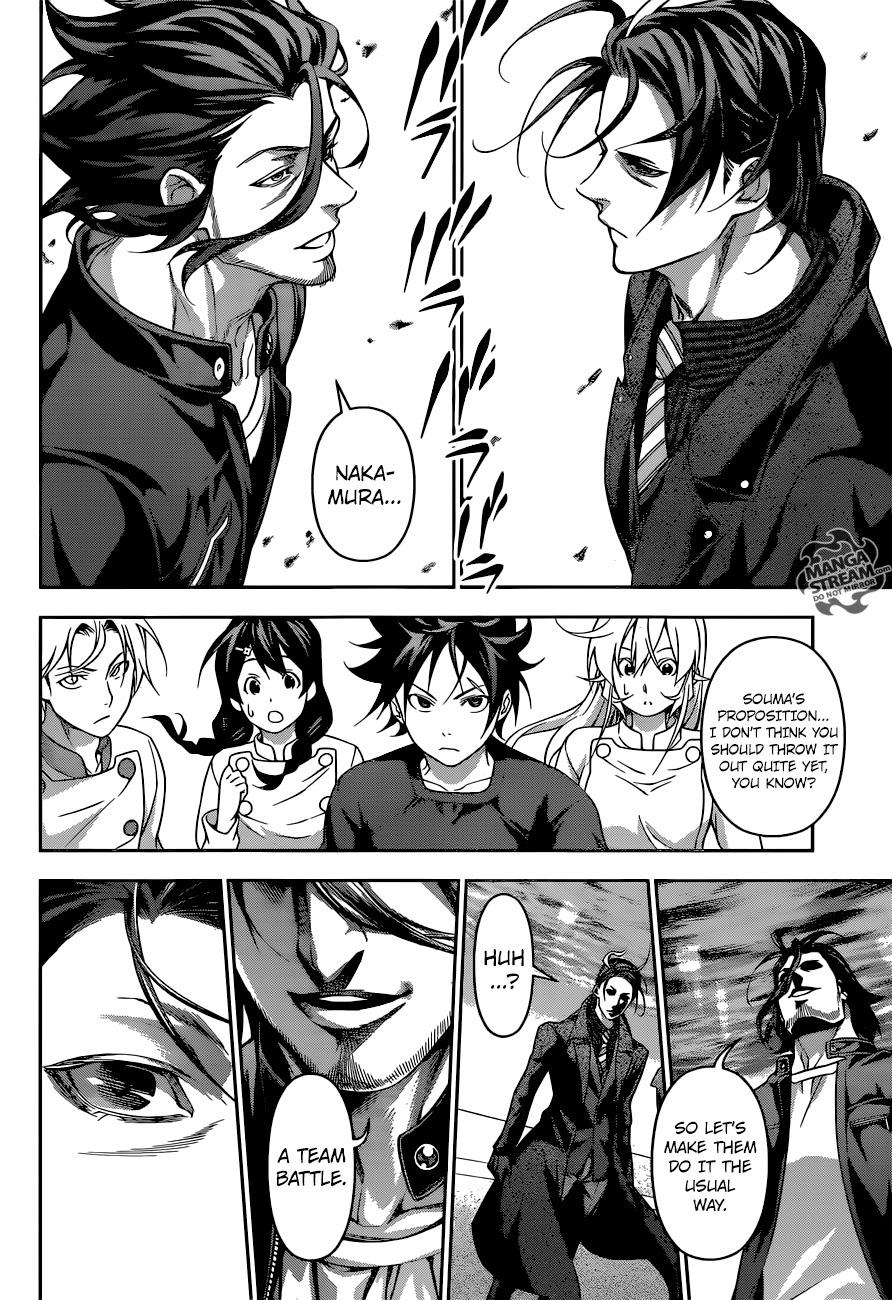 NAKA-
MURA...
MANGA
STREAM.com
DO NOT MIRROR
SOUMA'S
PROPOSITION...
I DON'T THINK YOU
SHOULD THROW IT
OUT QUITE YET,
YOU KNOW?
SO LET'S
MAKE THEM
DO IT THE
USUAL
WAY.
HUH
...?
A TEAM
BATTLE.